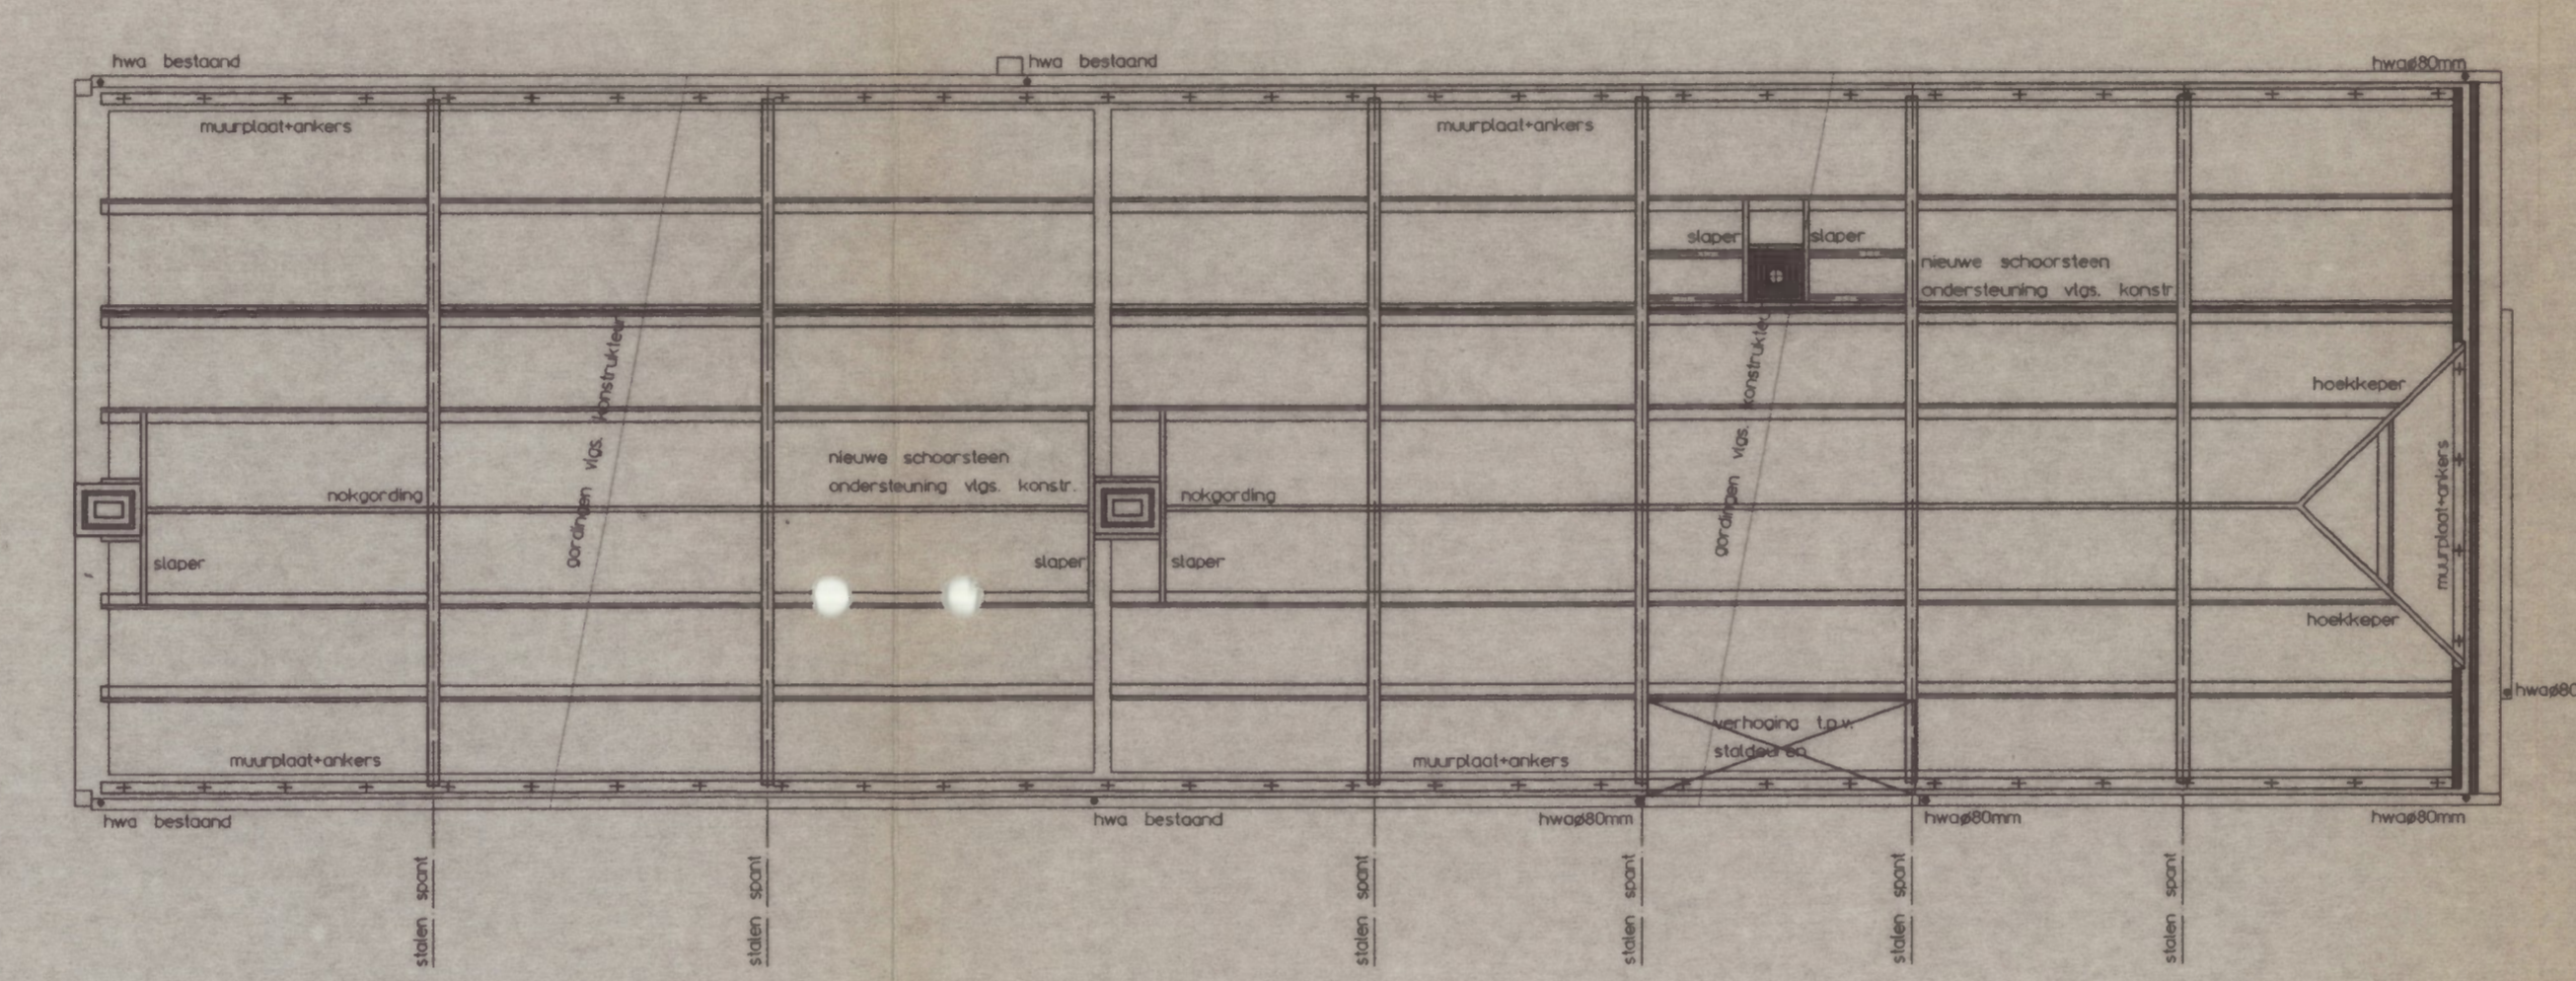 hwa bestaand
hwa bestaand
hwaø80mm
muurplaat+ankers
muurplaat+ankers
slaper
slaper
nieuwe schoorsteen
ondersteuning vlgs. konstr.
gordingen vlgs. konstrukteur
gordingen vlgs. konstrukteu
hoekkeper
nieuwe schoorsteen
ondersteuning vlgs. konstr.
nokgording
nokgording
muurplaat+ankers
slaper
slaper
slaper
hoekkeper
hwaø80
verhoging t.p.v.
staldeuren
muurplaat+ankers
muurplaat+ankers
hwa bestaand
hwa bestaand
hwaø80mm
hwaø80mm
hwaø80mm
stalen spant
stalen spant
stalen spant
stalen spant
stalen spant
stalen spant